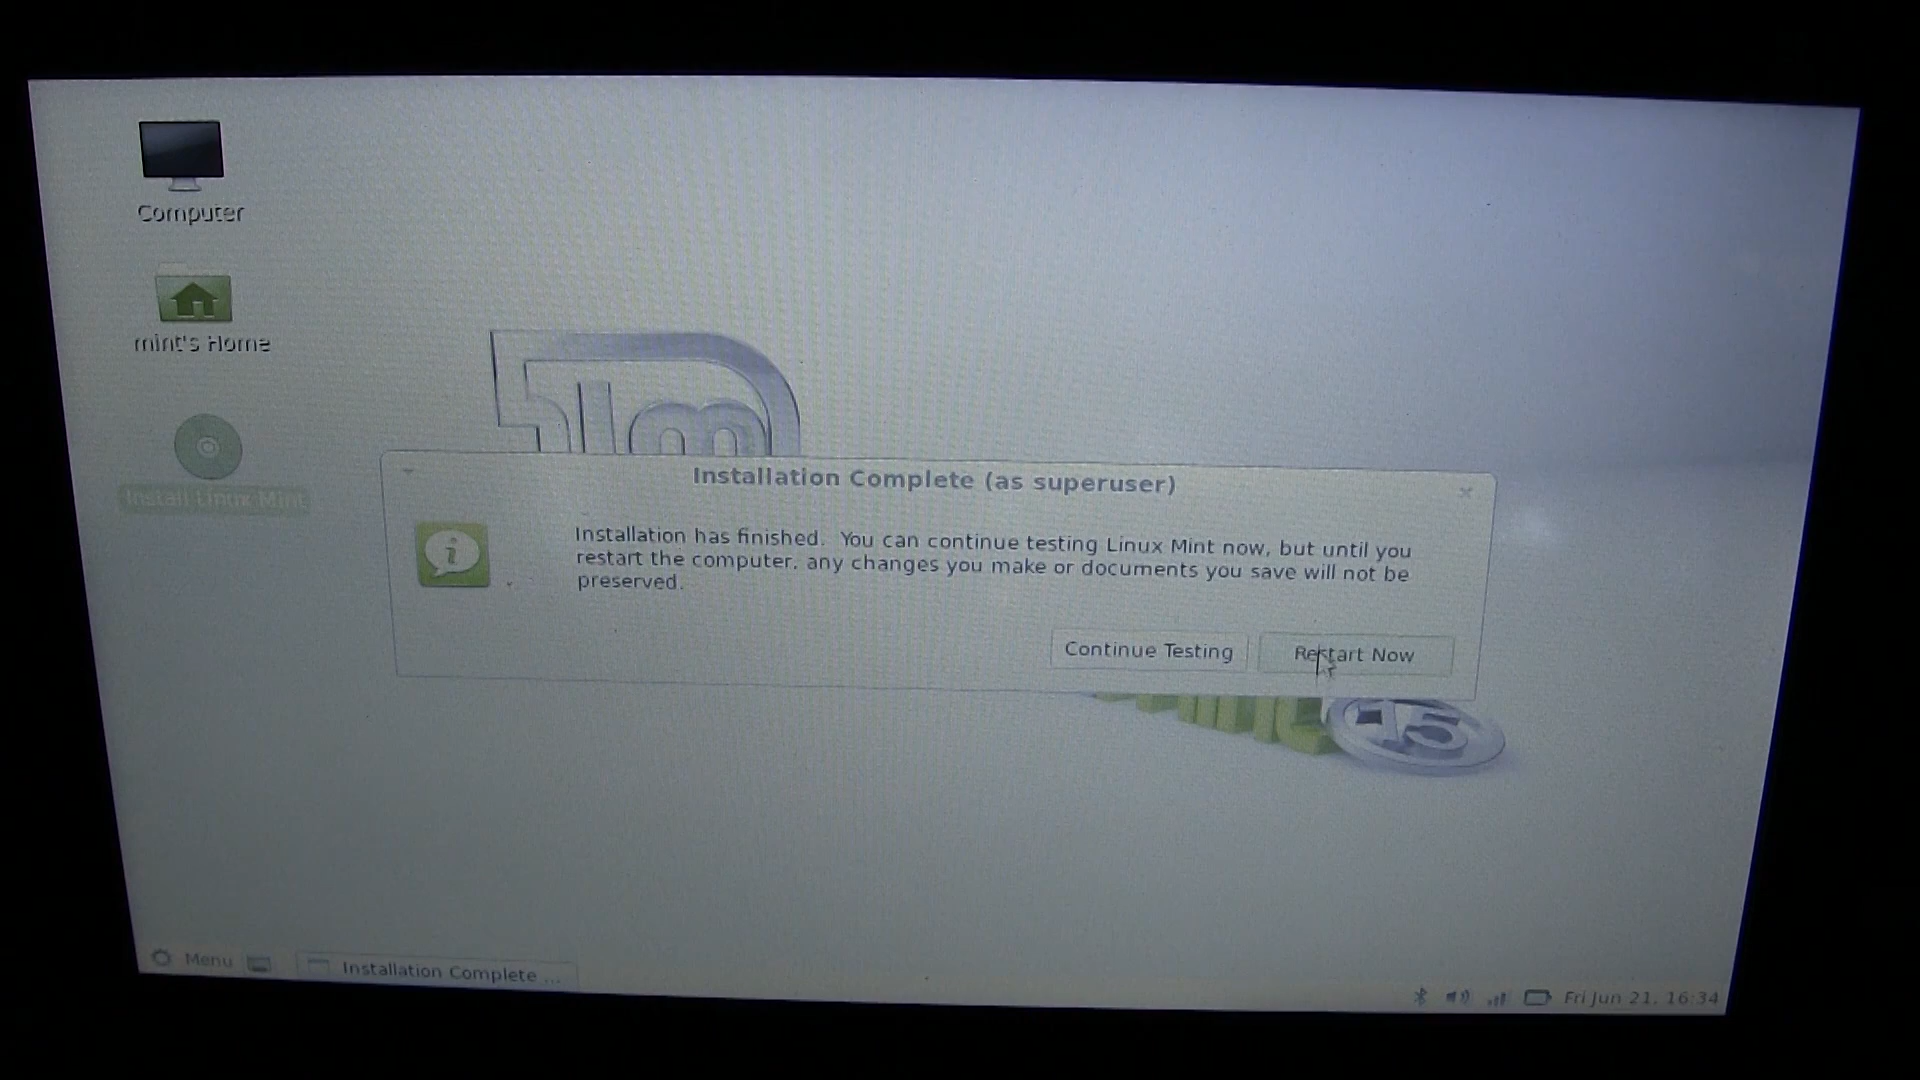 Computer
mint's Home
Install Linux Mint
Installation Complete (as superuser)
Installation has finished. You can continue testing Linux Mint now, but until you
restart the computer, any changes you make or documents you save will not be
preserved.
Continue Testing
Restart Now
15
Menu
Installation Complete ...
Fri Jun 21, 16:34